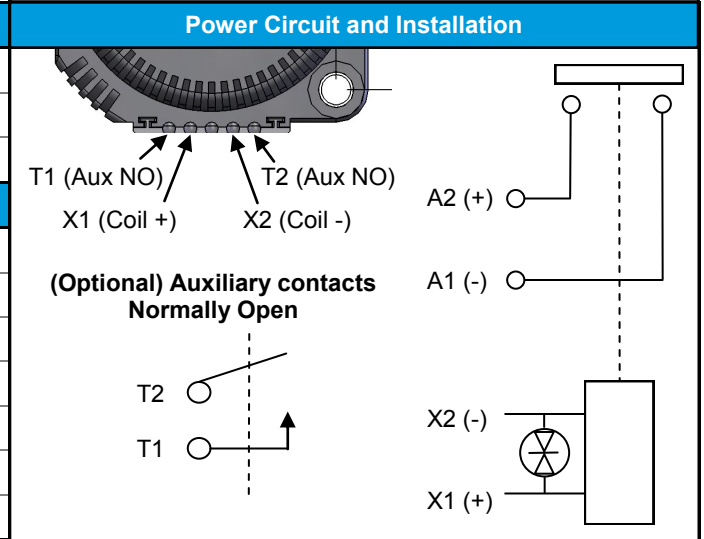 Power Circuit and Installation
T1 (Aux NO)
T2 (Aux NO)
X1 (Coil +)
X2 (Coil -)
(Optional) Auxiliary contacts
Normally Open
T2
T1
A2 (+)
A1 (-)
X2 (-)
X1 (+)